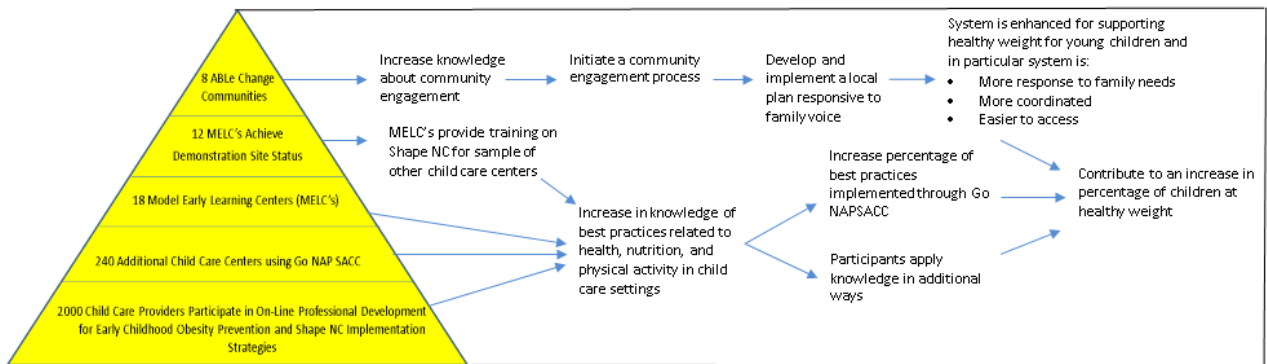 8 ABLe Change
Communities
12 MELC's Achieve
Demonstration Site Status
18 Model Early Learning Centers (MELC's)
240 Additional Child Care Centers using Go NAP SACC
2000 Child Care Providers Participate in On-Line Professional Development
for Early Childhood Obesity Prevention and Shape NC Implementation
Strategies
Increase knowledge
about community
engagement
Initiate a community
engagement process
Develop and
implement a local
plan responsive to
family voice
System is enhanced for supporting
healthy weight for young children and
in particular system is:
• More response to family needs
• More coordinated
• Easier to access
MELC's provide training on
Shape NC for sample of
other child care centers
Increase in knowledge of
best practices related to
health, nutrition, and
physical activity in child
care settings
Increase percentage of
best practices
implemented through Go
NAPSACC
Participants apply
knowledge in additional
ways
Contribute to an increase in
percentage of children at
healthy weight